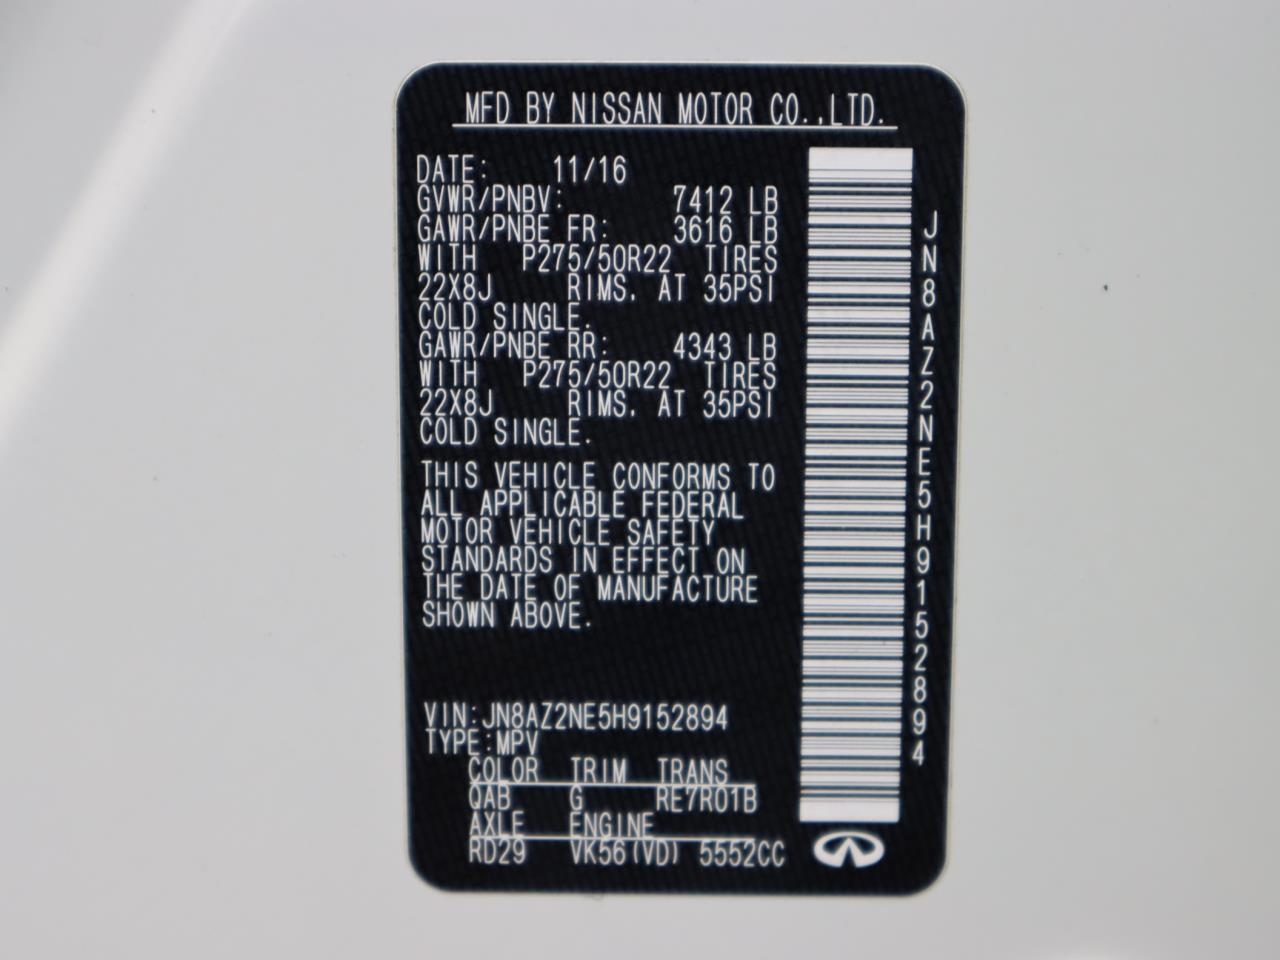 MFD BY NISSAN MOTOR CO.,LTD.
DATE: 11/16
GVWR/PNBV: 7412 LB
GAWR/PNBE FR: 3616 LB
WITH P275/50R22 TIRES
22X8J RIMS. AT 35PSI
COLD SINGLE.
GAWR/PNBE RR: 4343 LB
WITH P275/50R22 TIRES
22X8J RIMS. AT 35PSI
COLD SINGLE.
THIS VEHICLE CONFORMS TO
ALL APPLICABLE FEDERAL
MOTOR VEHICLE SAFETY
STANDARDS IN EFFECT ON
THE DATE OF MANUFACTURE
SHOWN ABOVE.
VIN:JN8AZ2NE5H9152894
TYPE:MPV
COLOR TRIM TRANS
QAB G RE7R01B
AXLE ENGINE
RD29 VK56(VD) 5552CC
JN8AZ2NE5H9152894